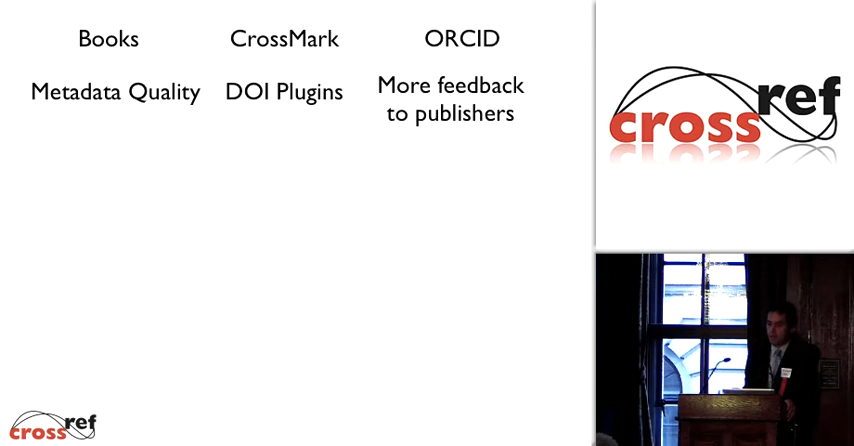 Books
CrossMark
ORCID
Metadata Quality
DOI Plugins
More feedback
to publishers
crossref
crossref